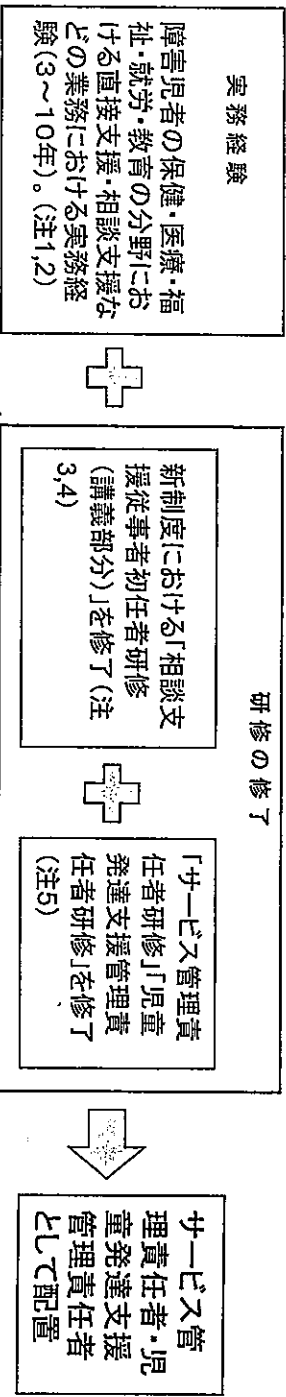 実務経験
障害児者の保健・医療・福
祉・就労・教育の分野にお
ける直接支援・相談支援な
どの業務における実務経
験(3～10年)。(注1,2)
研修の修了
新制度における「相談支
援従事者初任者研修
(講義部分)」を修了(注
3,4)
「サービス管理責
任者研修」「児童
発達支援管理責
任者研修」を修了
(注5)
サービス管
理責任者・児
童発達支援
管理責任者
として配置